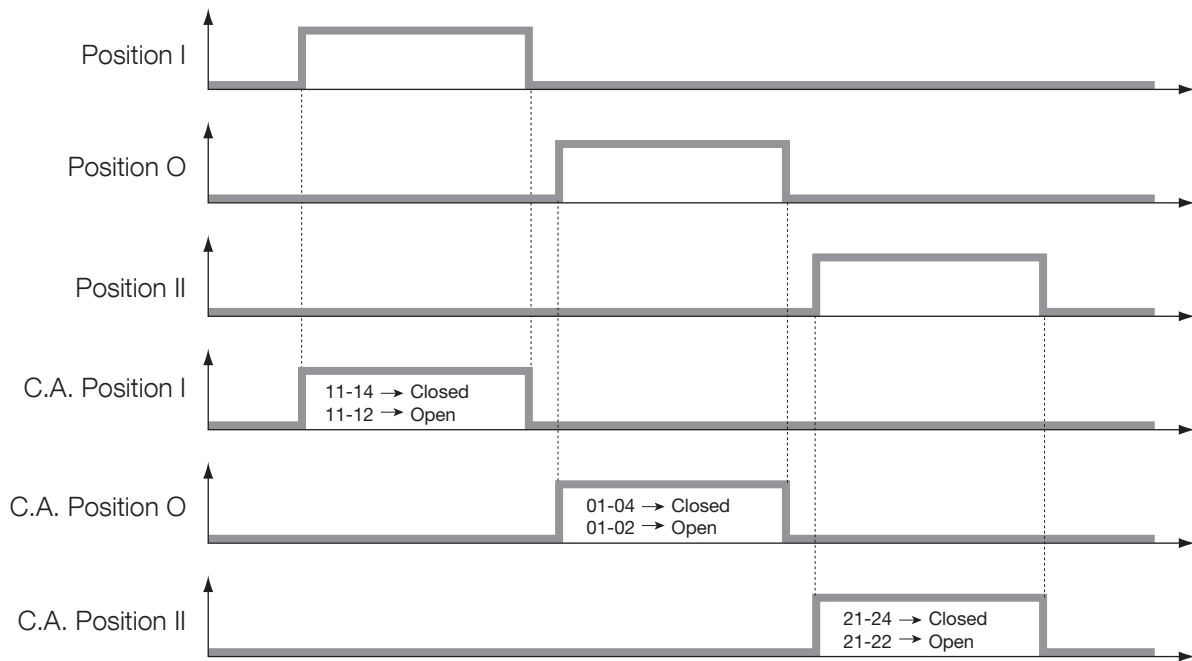 Position I
Position O
Position II
C.A. Position I
11-14 → Closed
11-12 → Open
C.A. Position O
01-04 → Closed
01-02 → Open
C.A. Position II
21-24 → Closed
21-22 → Open